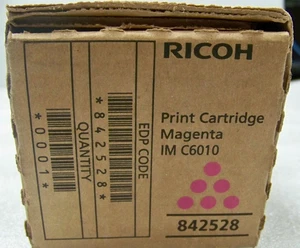 RICOH
Print Cartridge
Magenta
IM C6010
842528
EDP CODE
*842528*
QUANTITY
*0001*